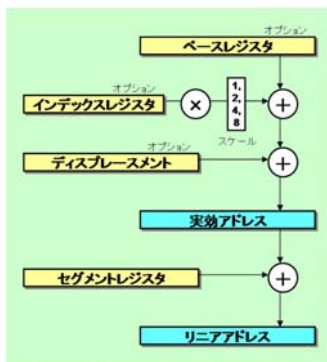 オプション
ベースレジスタ
オプション
インデックスレジスタ
×
1,
2,
4,
8
+
スケール
オプション
ディスプレースメント
+
実効アドレス
セグメントレジスタ
+
リニアアドレス